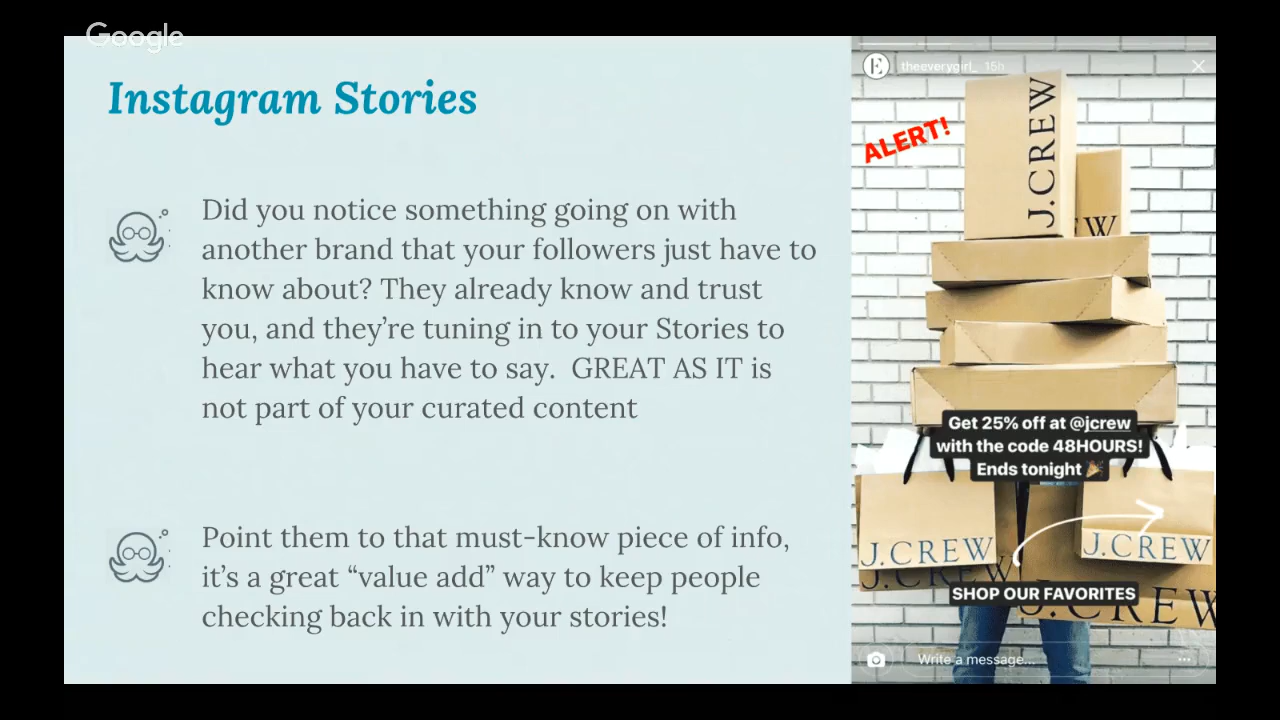 Google
Instagram Stories
Did you notice something going on with
another brand that your followers just have to
know about? They already know and trust
you, and they’re tuning in to your Stories to
hear what you have to say.  GREAT AS IT is
not part of your curated content
Point them to that must-know piece of info,
it’s a great “value add” way to keep people
checking back in with your stories!
E theeverygirl_ 15h
ALERT!
J.CREW
EW
Get 25% off at @jcrew
with the code 48HOURS!
Ends tonight
J.CREW
J.CREW
J.CREW
SHOP OUR FAVORITES
J.CREW
Write a message...